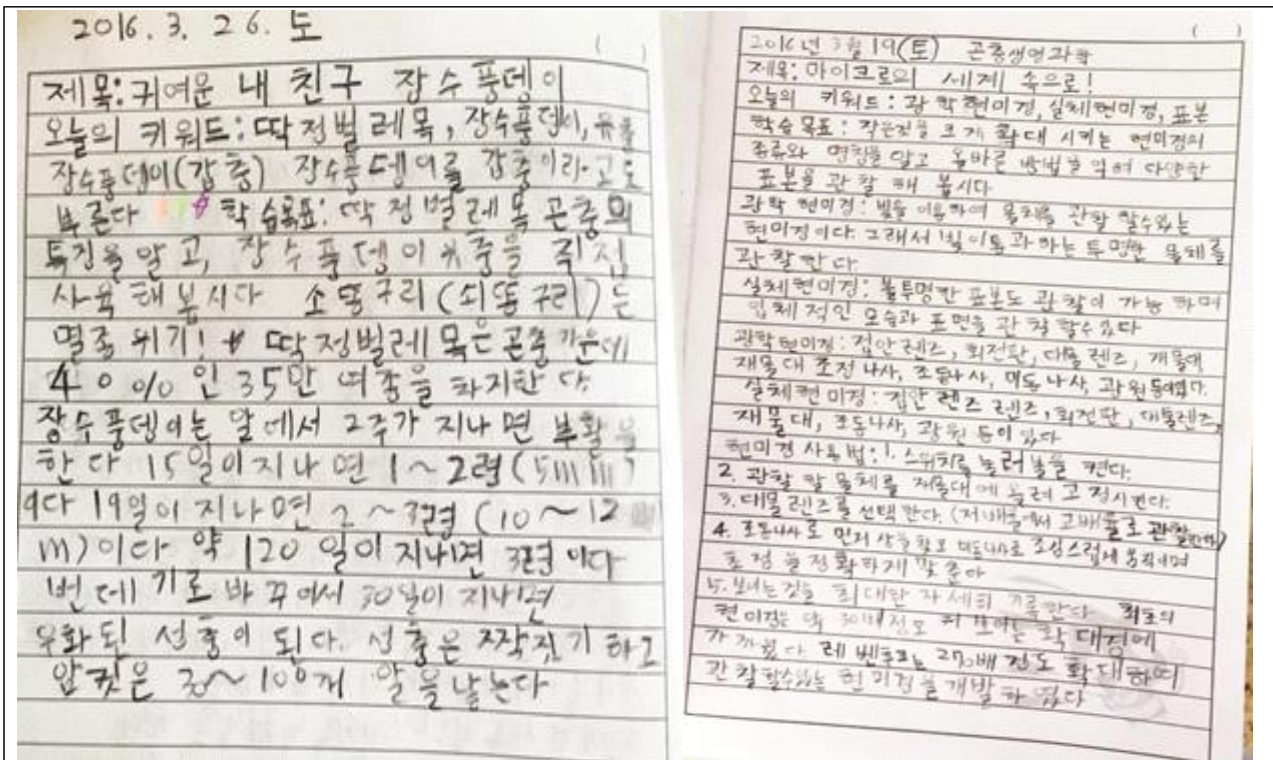 2016. 3. 26. 토
제목: 귀여운 내 친구 장수풍뎅이
오늘의 키워드: 딱정벌레목, 장수풍뎅이,
장수풍뎅이(갑충) 장수풍뎅이를 갑충이라고도
부른다 학습목표: 딱정벌레목 곤충의
특징을 알고, 장수풍뎅이 유충을 직접
사육해 봅시다 소똥구리(쇠똥구리)는
멸종위기! 딱정벌레목은 곤충 가운데
40%인 35만 여종을 차지한다.
장수풍뎅이는 알에서 2주가 지나면 부활을
한다 15일이 지나면 1~2령(5mm)
19일이 지나면 2~3령(10~12
m)이다 약 120일이 지나면 3령이다
번데기로 바꾸어서 30일이 지나면
우화된 성충이 된다. 성충은 짝짓기하고
암컷은 30~100개 알을 낳는다
2016년 3월 19(토) 곤충생명과학
제목: 마이크로의 세계 속으로!
오늘의 키워드: 광학현미경, 실체현미경, 표본
학습목표: 작은것을 크게 확대 시키는 현미경의
종류와 명칭을 알고 올바른 방법을 익혀 다양한
표본을 관찰 해 봅시다
광학 현미경: 빛을 이용하여 물체를 관찰 할수있는
현미경이다. 그래서 빛이 통과하는 투명한 물체를
관찰한다.
실체현미경: 불투명한 표본도 관찰이 가능하며
입체적인 모습과 표면을 관찰 할수있다
광학현미경: 접안렌즈, 회전판, 대물렌즈, 재물대,
재물대 조정나사, 조동나사, 미동나사, 광원등이있다.
실체현미경: 접안렌즈 렌즈, 회전판, 대물렌즈,
재물대, 조동나사, 광원 등이 있다
현미경 사용법: 1. 스위치를 눌러 불을 켠다.
2. 관찰 할 물체를 재물대에 올려 고정시킨다.
3. 대물렌즈를 선택한다. (저배율에서 고배율로 관찰한다)
4. 조동나사로 먼저 상을 찾고 미동나사로 조심스럽게 움직이며
초점을 정확하게 맞춘다
5. 보이는것을 최대한 자세히 기록한다 최초의
현미경은 약 30배정도 커 보이는 확대경에
가까웠다. 레벤후크는 270배 정도 확대하여
관찰할수있는 현미경을 개발하였다